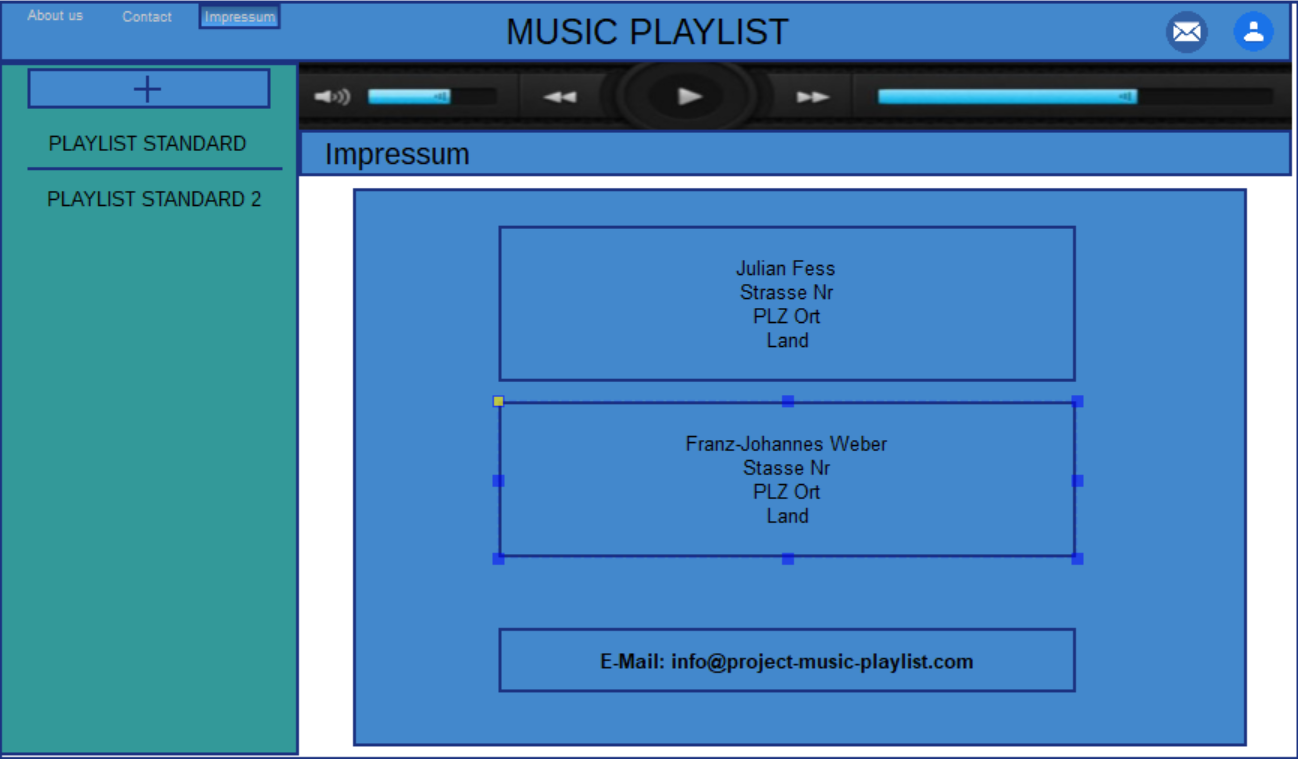 About us
Contact
Impressum
MUSIC PLAYLIST
PLAYLIST STANDARD
PLAYLIST STANDARD 2
Impressum
Julian Fess
Strasse Nr
PLZ Ort
Land
Franz-Johannes Weber
Stasse Nr
PLZ Ort
Land
E-Mail: info@project-music-playlist.com